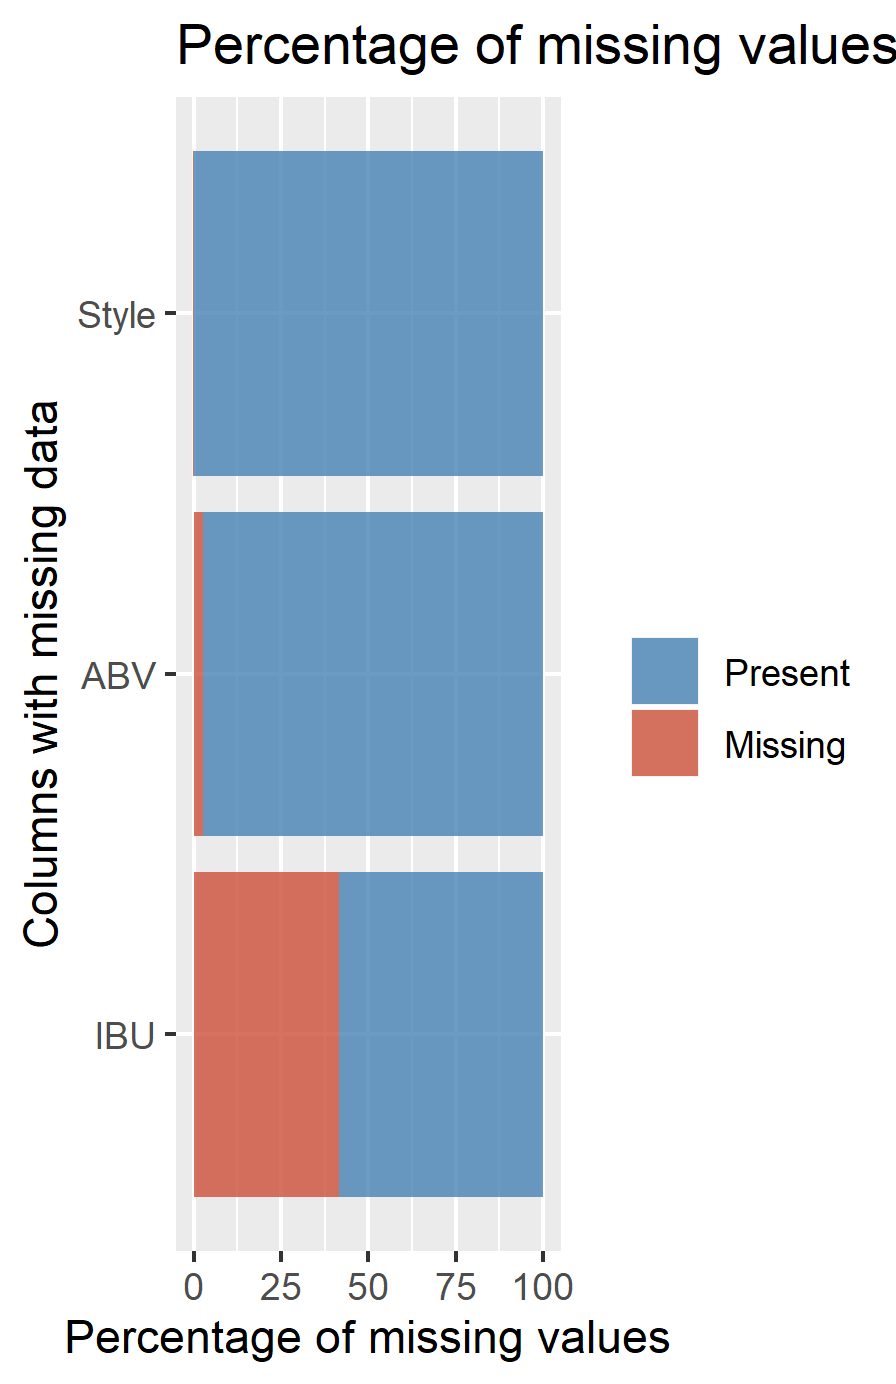 Percentage of missing values
Columns with missing data
Style
ABV
IBU
0 25 50 75 100
Percentage of missing values
Present
Missing